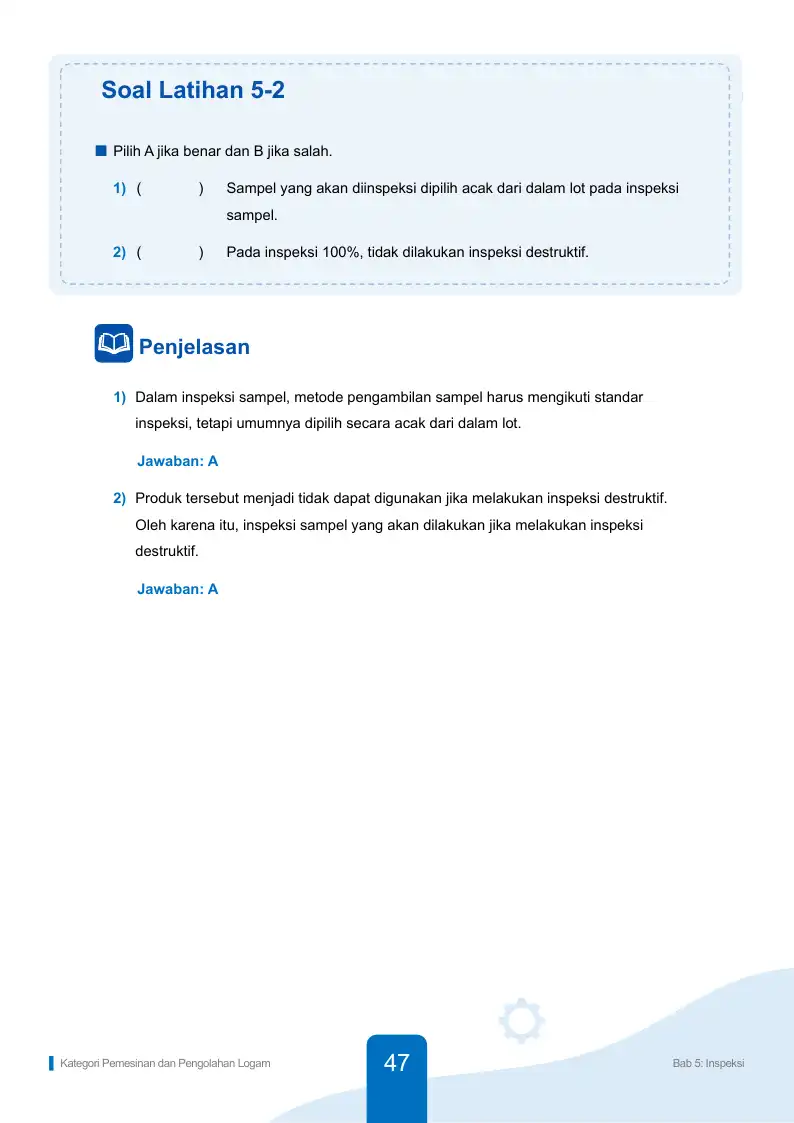 Soal Latihan 5-2
Pilih A jika benar dan B jika salah.
1) ( ) Sampel yang akan diinspeksi dipilih acak dari dalam lot pada inspeksi
sampel.
2) ( ) Pada inspeksi 100%, tidak dilakukan inspeksi destruktif.
Penjelasan
1) Dalam inspeksi sampel, metode pengambilan sampel harus mengikuti standar
inspeksi, tetapi umumnya dipilih secara acak dari dalam lot.
Jawaban: A
2) Produk tersebut menjadi tidak dapat digunakan jika melakukan inspeksi destruktif.
Oleh karena itu, inspeksi sampel yang akan dilakukan jika melakukan inspeksi
destruktif.
Jawaban: A
Kategori Pemesinan dan Pengolahan Logam
47
Bab 5: Inspeksi